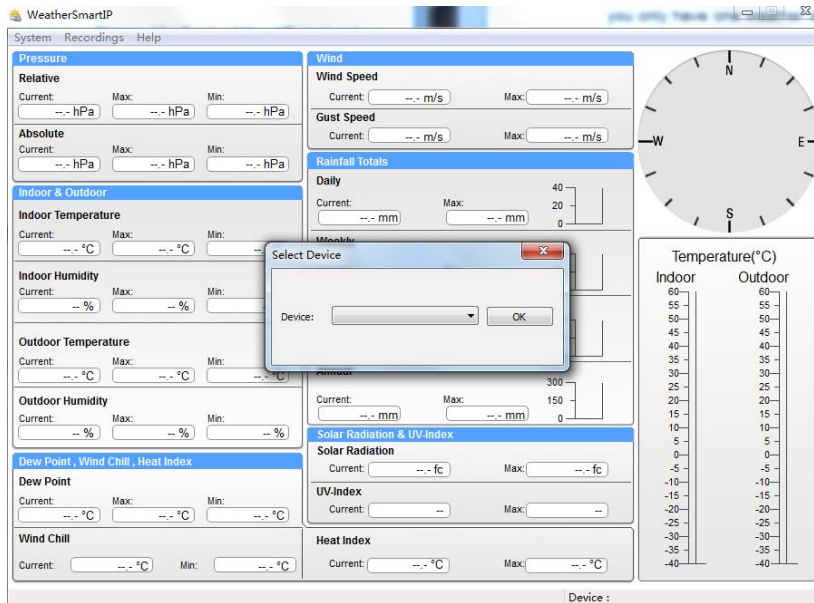 WeatherSmartIP
System Recordings Help
Pressure
Relative
Current: Max: Min:
--.- hPa --.- hPa --.- hPa
Absolute
Current: Max: Min:
--.- hPa --.- hPa --.- hPa
Indoor & Outdoor
Indoor Temperature
Current: Max: Min:
--.- °C --.- °C
Indoor Humidity
Current: Max: Min:
-- % -- %
Outdoor Temperature
Current: Max: Min:
--.- °C --.- °C --.- °C
Outdoor Humidity
Current: Max: Min:
-- % -- % -- %
Dew Point , Wind Chill , Heat Index
Dew Point
Current: Max: Min:
--.- °C --.- °C --.- °C
Wind Chill
Current: --.- °C Min: --.- °C
Wind
Wind Speed
Current: --.- m/s Max: --.- m/s
Gust Speed
Current: --.- m/s Max: --.- m/s
Rainfall Totals
Daily
Current: Max:
--.- mm --.- mm
40
20
0
Select Device
Device: OK
Annual
Current: Max:
--.- mm --.- mm
300
150
0
Solar Radiation & UV-Index
Solar Radiation
Current: --.- fc Max: --.- fc
UV-Index
Current: -- Max: --
Heat Index
Current: --.- °C Max: --.- °C
N
W E
S
Temperature(°C)
Indoor Outdoor
60 60
55 55
50 50
45 45
40 40
35 35
30 30
25 25
20 20
15 15
10 10
5 5
0 0
-5 -5
-10 -10
-15 -15
-20 -20
-25 -25
-30 -30
-35 -35
-40 -40
Device :